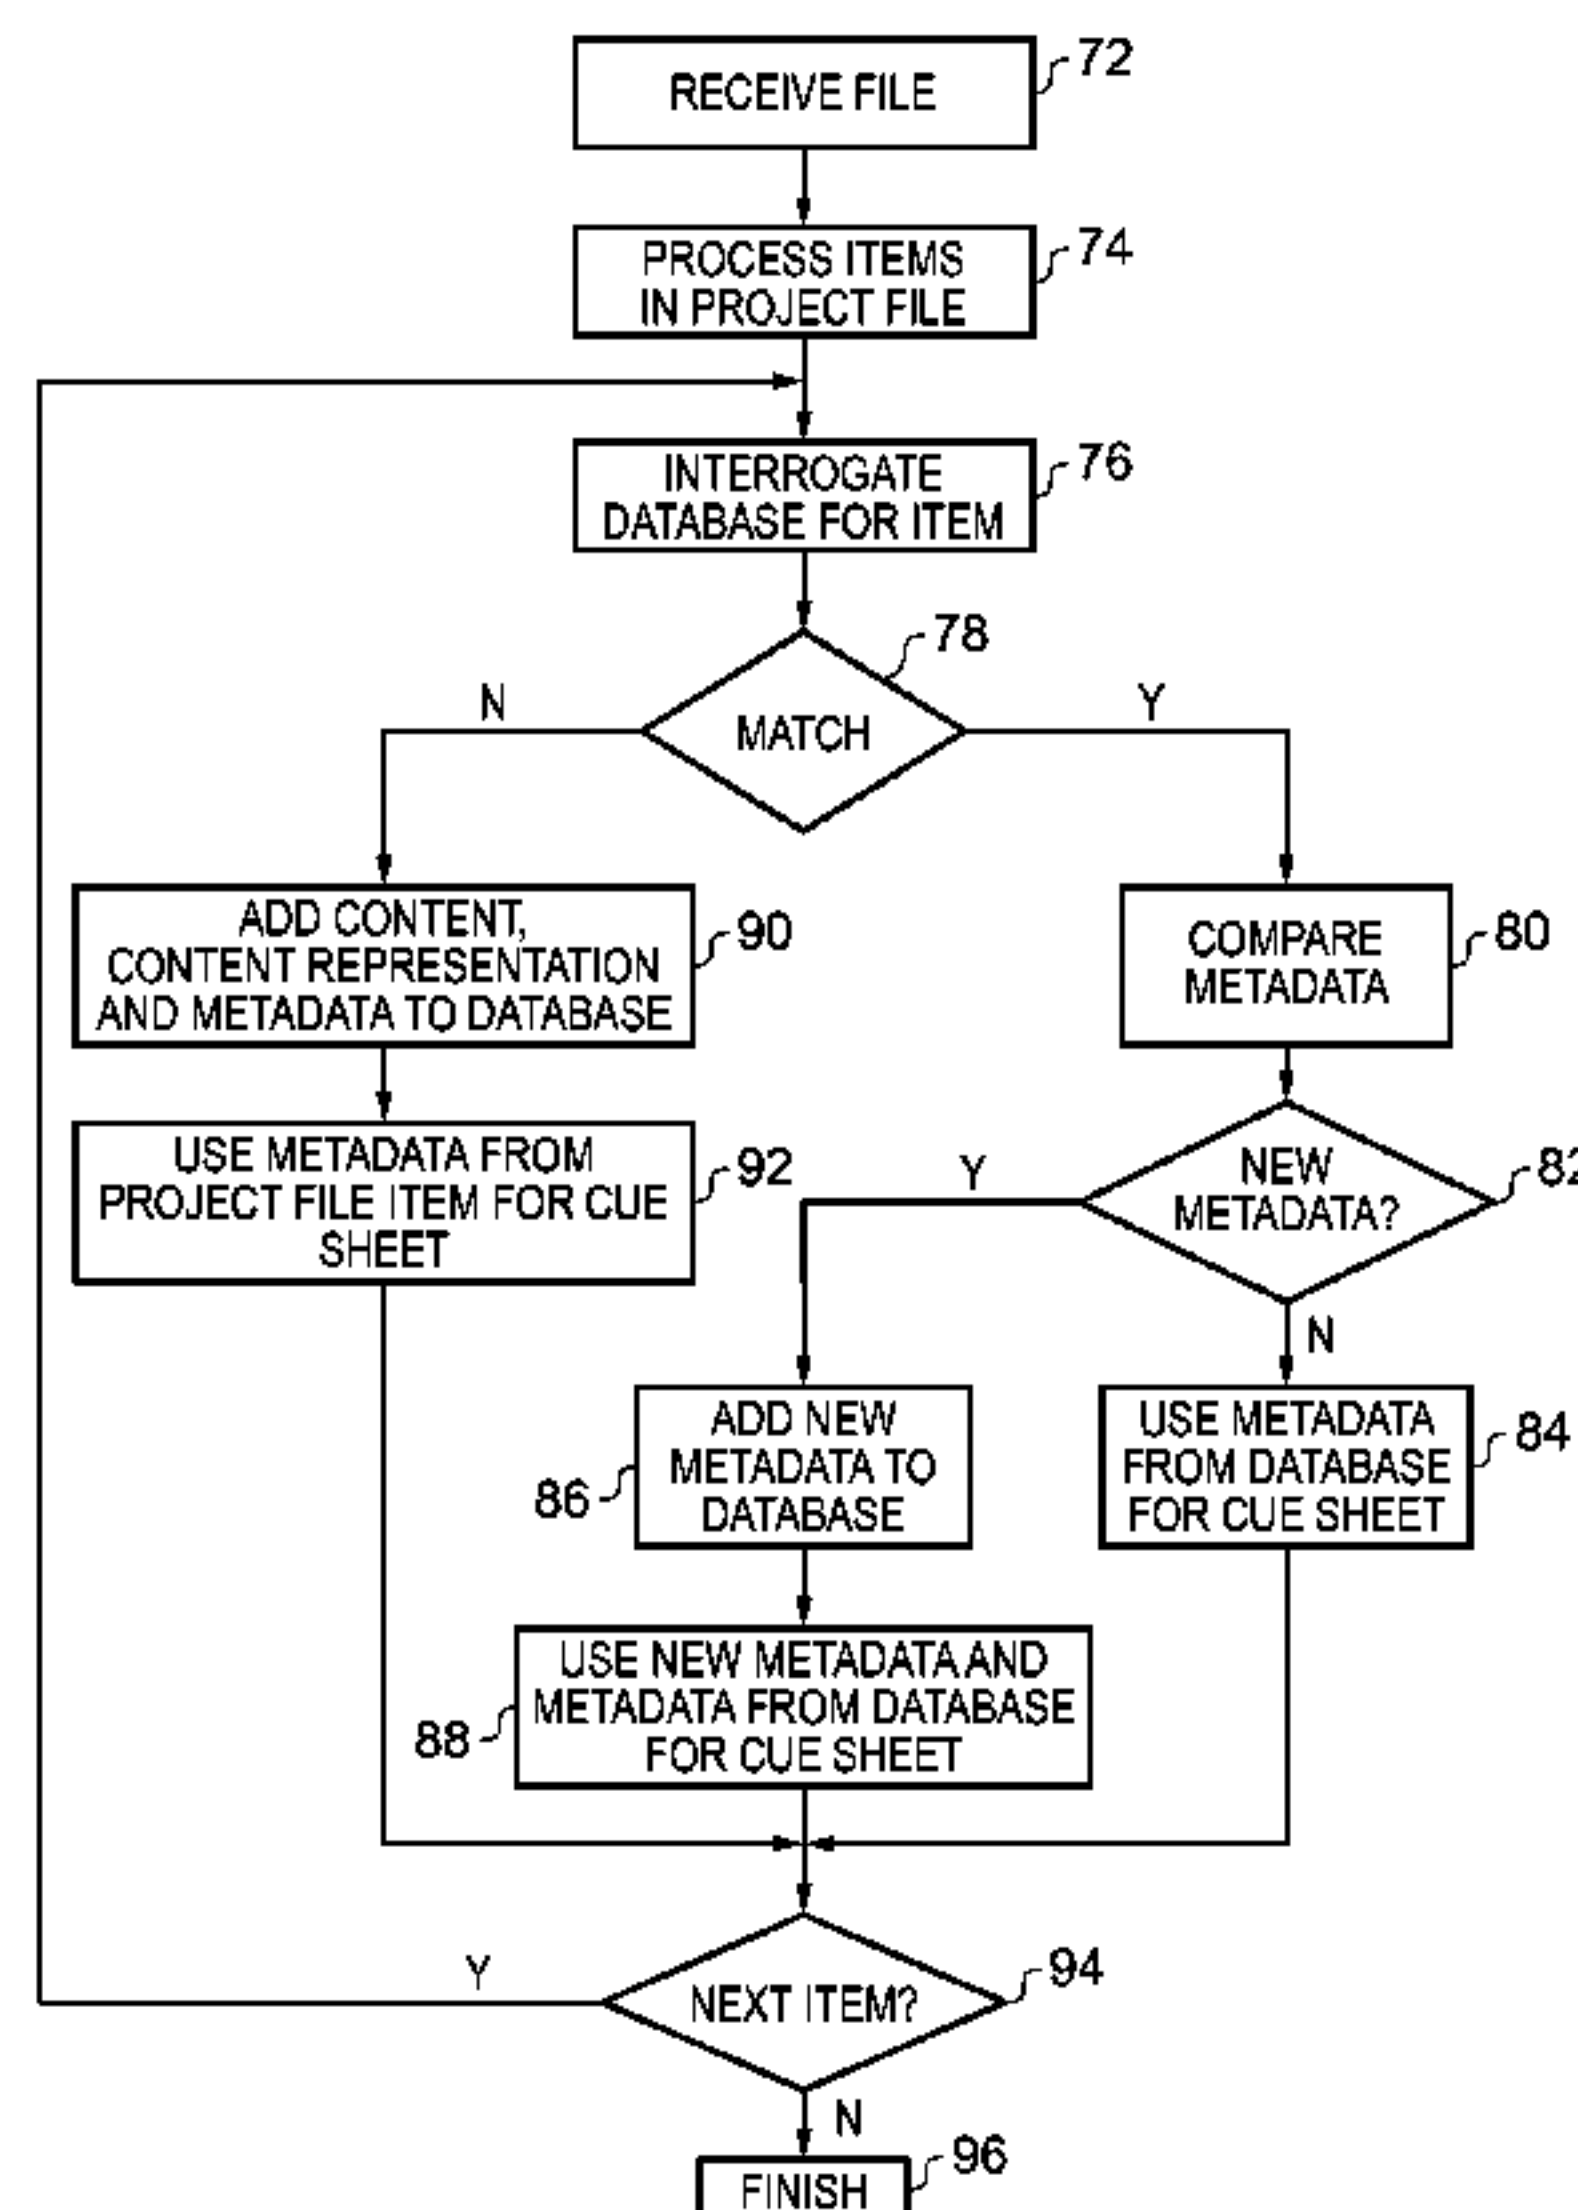 RECEIVE FILE
72
PROCESS ITEMS
IN PROJECT FILE
74
INTERROGATE
DATABASE FOR ITEM
76
78
MATCH
N
Y
ADD CONTENT,
CONTENT REPRESENTATION
AND METADATA TO DATABASE
90
COMPARE
METADATA
80
USE METADATA FROM
PROJECT FILE ITEM FOR CUE
SHEET
92
NEW
METADATA?
82
Y
N
ADD NEW
METADATA TO
DATABASE
86
USE METADATA
FROM DATABASE
FOR CUE SHEET
84
USE NEW METADATA AND
METADATA FROM DATABASE
FOR CUE SHEET
88
NEXT ITEM?
94
Y
N
FINISH
96